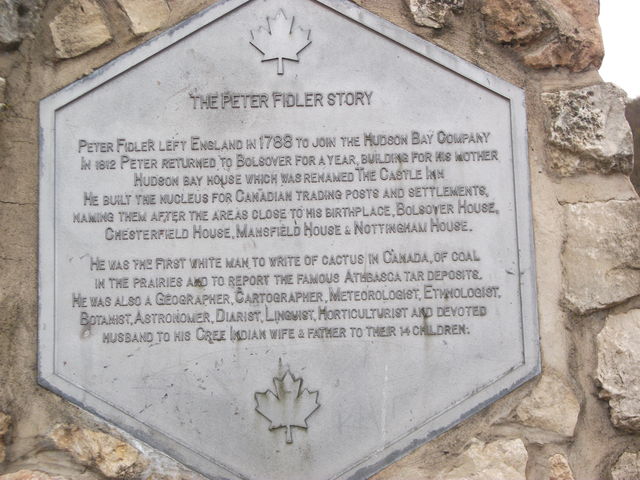 THE PETER FIDLER STORY
PETER FIDLER LEFT ENGLAND IN 1788 TO JOIN THE HUDSON BAY COMPANY
IN 1812 PETER RETURNED TO BOLSOVER FOR A YEAR, BUILDING FOR HIS MOTHER
HUDSON BAY HOUSE WHICH WAS RENAMED THE CASTLE INN
HE BUILT THE NUCLEUS FOR CANADIAN TRADING POSTS AND SETTLEMENTS,
NAMING THEM AFTER THE AREAS CLOSE TO HIS BIRTHPLACE, BOLSOVER HOUSE,
CHESTERFIELD HOUSE, MANSFIELD HOUSE & NOTTINGHAM HOUSE.
HE WAS THE FIRST WHITE MAN TO WRITE OF CACTUS IN CANADA, OF COAL
IN THE PRAIRIES AND TO REPORT THE FAMOUS ATHBASCA TAR DEPOSITS.
HE WAS ALSO A GEOGRAPHER, CARTOGRAPHER, METEOROLOGIST, ETHNOLOGIST,
BOTANIST, ASTRONOMER, DIARIST, LINGUIST, HORTICULTURIST AND DEVOTED
HUSBAND TO HIS CREE INDIAN WIFE & FATHER TO THEIR 14 CHILDREN.